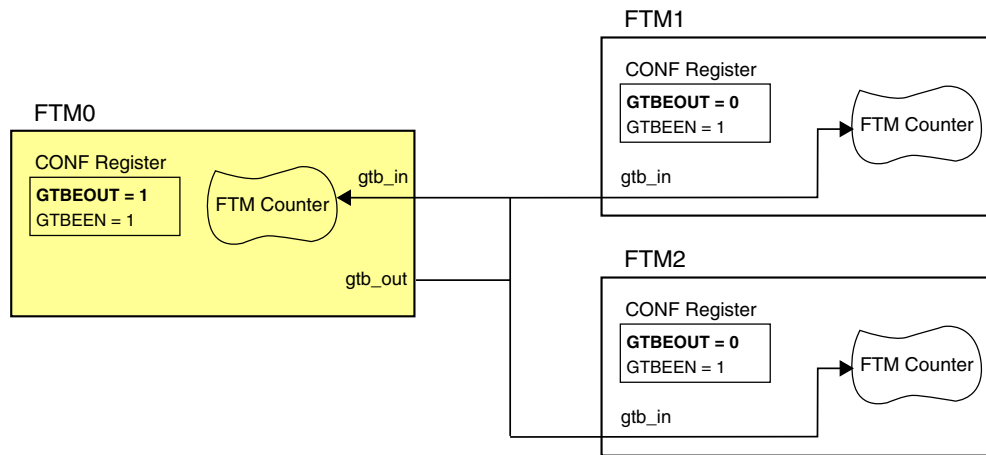 FTM0
CONF Register
GTBEOUT = 1
GTBEEN = 1
FTM Counter
gtb_in
gtb_out
FTM1
CONF Register
GTBEOUT = 0
GTBEEN = 1
FTM Counter
gtb_in
FTM2
CONF Register
GTBEOUT = 0
GTBEEN = 1
FTM Counter
gtb_in